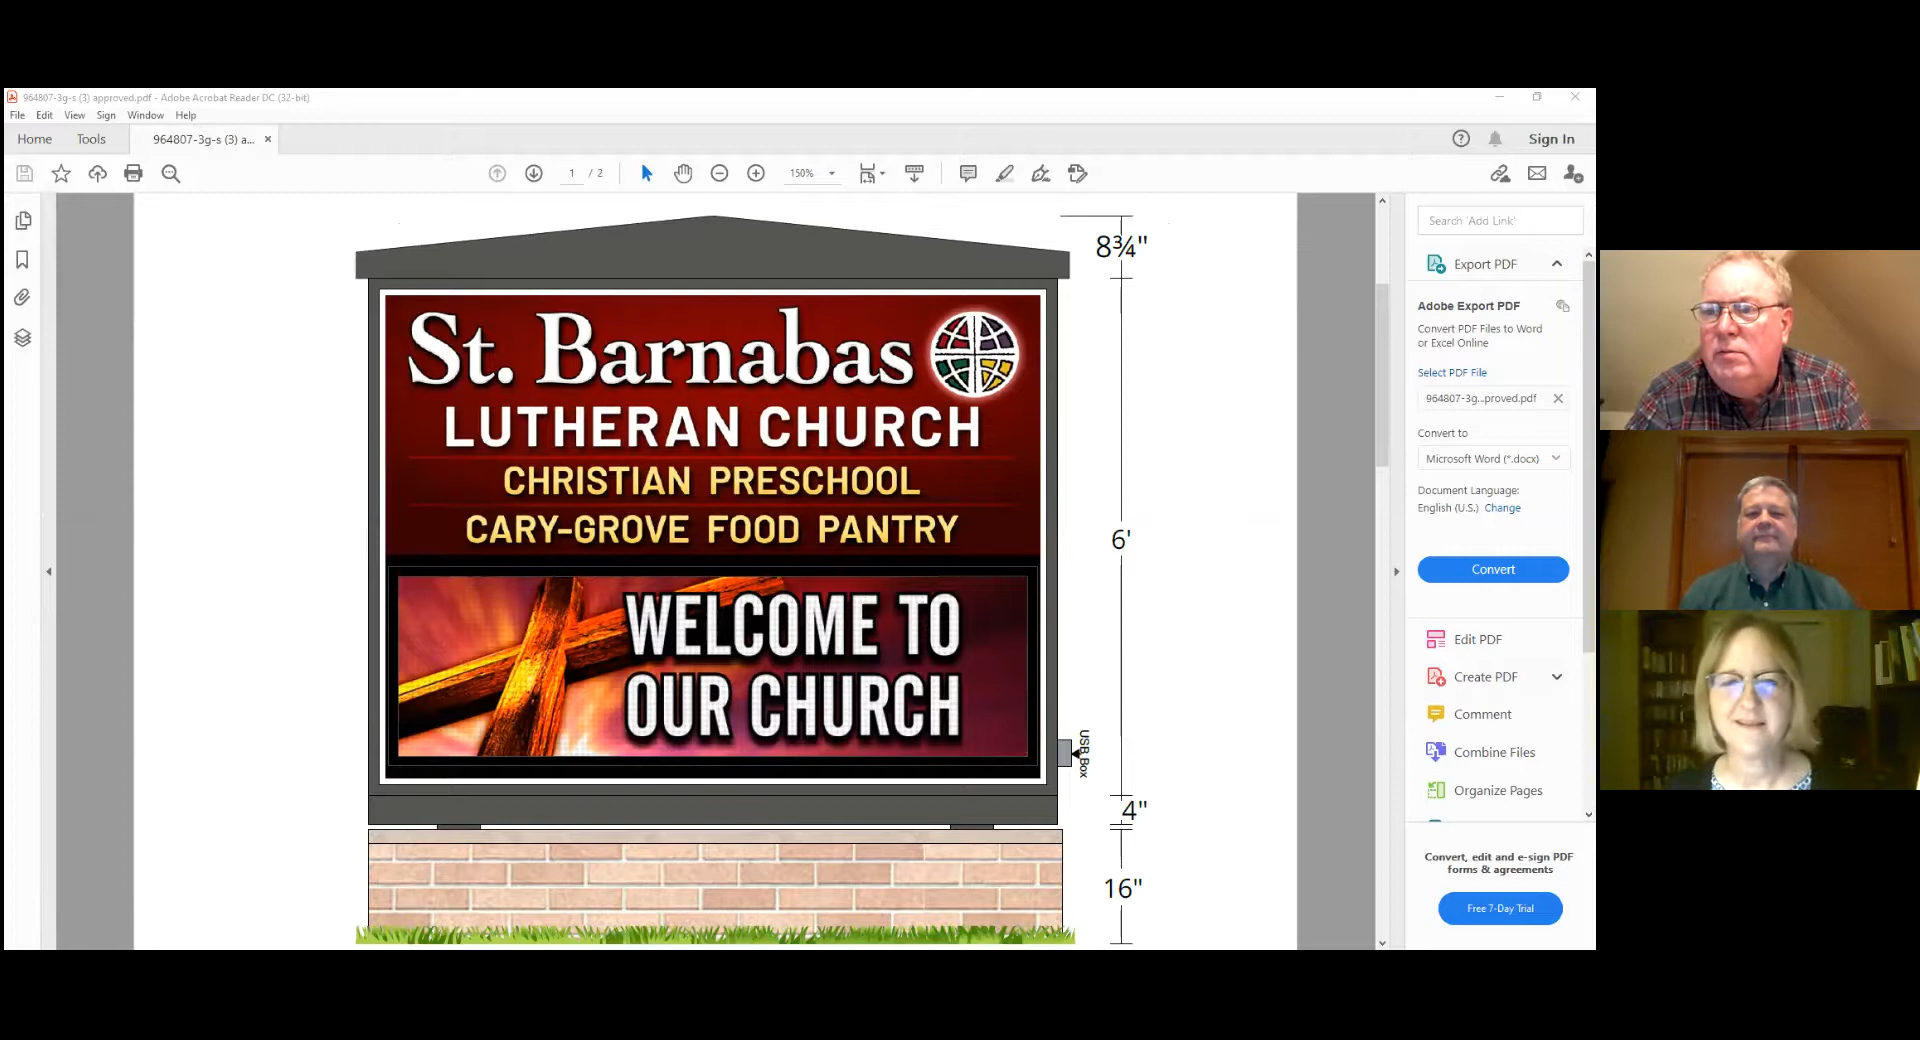 964807-3g-s (3) approved.pdf - Adobe Acrobat Reader DC (32-bit)
File Edit View Sign Window Help
Home Tools 964807-3g-s (3) a... ×
Sign In
1 / 2 150%
Search 'Add Link'
Export PDF
Adobe Export PDF
Convert PDF Files to Word
or Excel Online
Select PDF File
964807-3g...proved.pdf
Convert to
Microsoft Word (*.docx)
Document Language:
English (U.S.) Change
Convert
Edit PDF
Create PDF
Comment
Combine Files
Organize Pages
Convert, edit and e-sign PDF
forms & agreements
Free 7-Day Trial
8¾"
St. Barnabas
LUTHERAN CHURCH
CHRISTIAN PRESCHOOL
CARY-GROVE FOOD PANTRY
6'
WELCOME TO
OUR CHURCH
USB Box
4"
16"